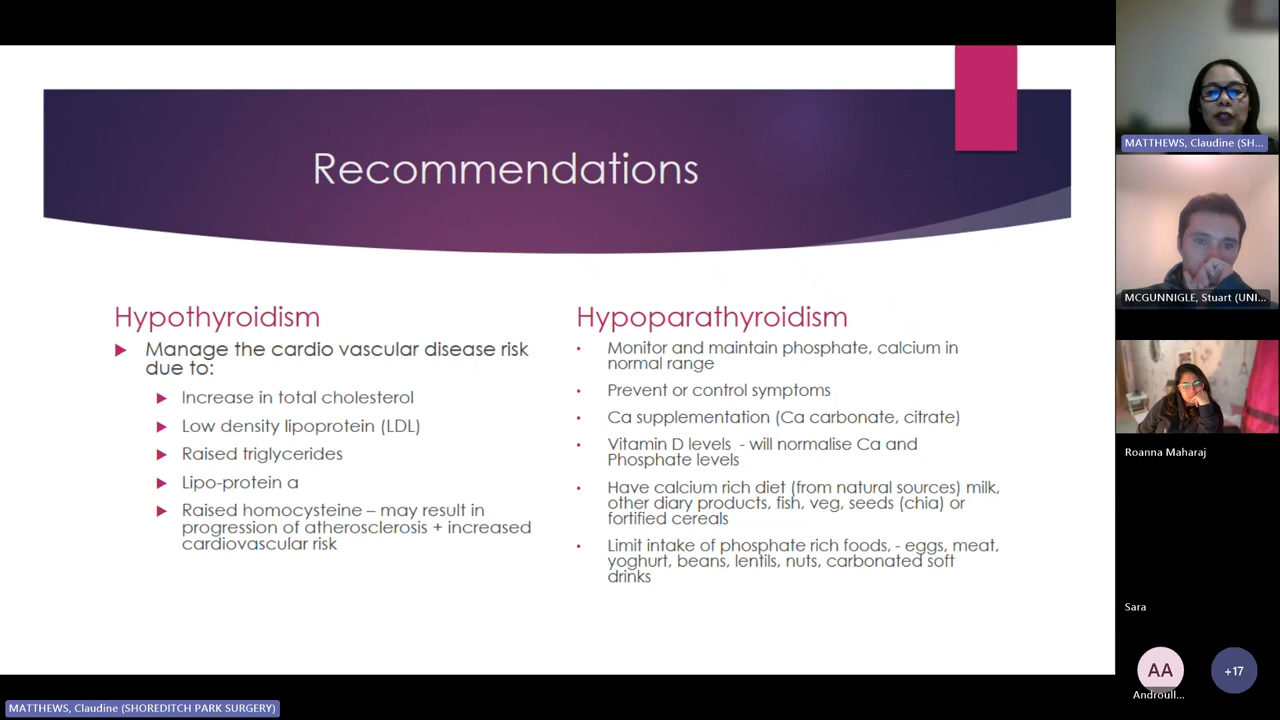 Recommendations
Hypothyroidism
Manage the cardio vascular disease risk
due to:
Increase in total cholesterol
Low density lipoprotein (LDL)
Raised triglycerides
Lipo-protein a
Raised homocysteine – may result in
progression of atherosclerosis + increased
cardiovascular risk
Hypoparathyroidism
Monitor and maintain phosphate, calcium in
normal range
Prevent or control symptoms
Ca supplementation (Ca carbonate, citrate)
Vitamin D levels - will normalise Ca and
Phosphate levels
Have calcium rich diet (from natural sources) milk,
other diary products, fish, veg, seeds (chia) or
fortified cereals
Limit intake of phosphate rich foods, - eggs, meat,
yoghurt, beans, lentils, nuts, carbonated soft
drinks
MATTHEWS, Claudine (SH...
MCGUNNIGLE, Stuart (UNI...
Roanna Maharaj
Sara
AA
+17
Androull...
MATTHEWS, Claudine (SHOREDITCH PARK SURGERY)